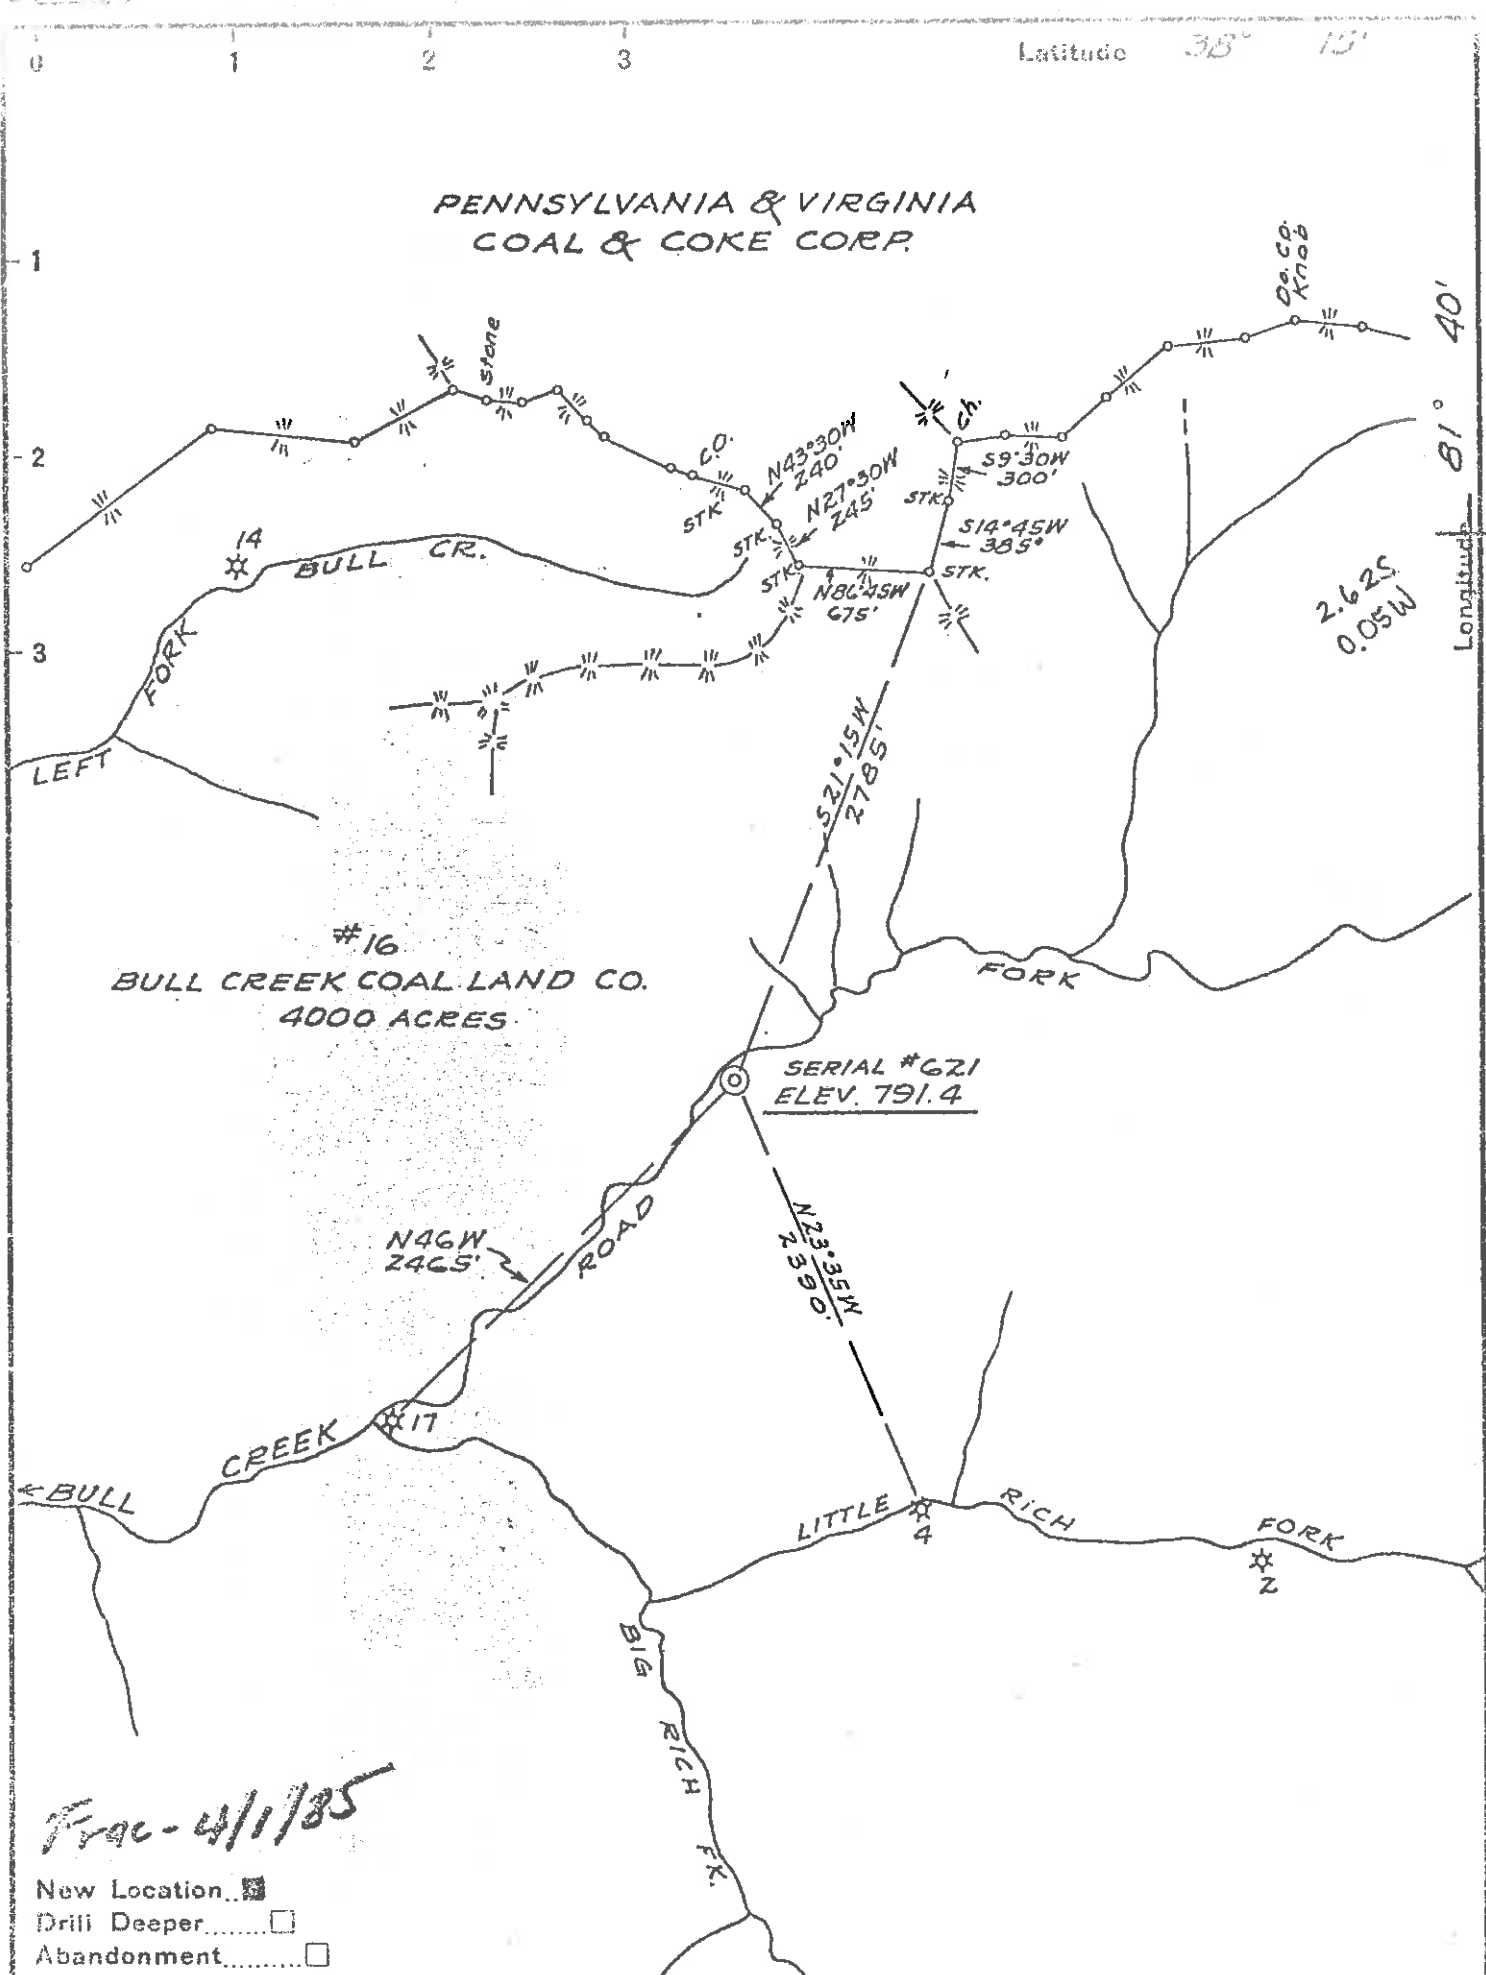 0 1 2 3 Latitude 38° 15'
PENNSYLVANIA & VIRGINIA
COAL & COKE CORP.
1
Do. Co.
Knob
40'
81°
Longitude
Stone
Ch.
2
C.O.
N43°30W
240'
N27°30W
245'
S9°30W
300'
STK
STK.
STK.
STK.
S14°45W
385'
STK.
N86°45W
675'
14
BULL CR.
FORK
LEFT
2.62S
0.05W
3
S21°15W
2785'
#16
BULL CREEK COAL LAND CO.
4000 ACRES
FORK
SERIAL #621
ELEV. 791.4
N46W
2465'
ROAD
N23°35W
2390'
17
CREEK
←BULL
LITTLE
RICH
FORK
4
2
BIG
RICH
FK.
Frac - 4/1/85
New Location..
Drill Deeper.......
Abandonment..........